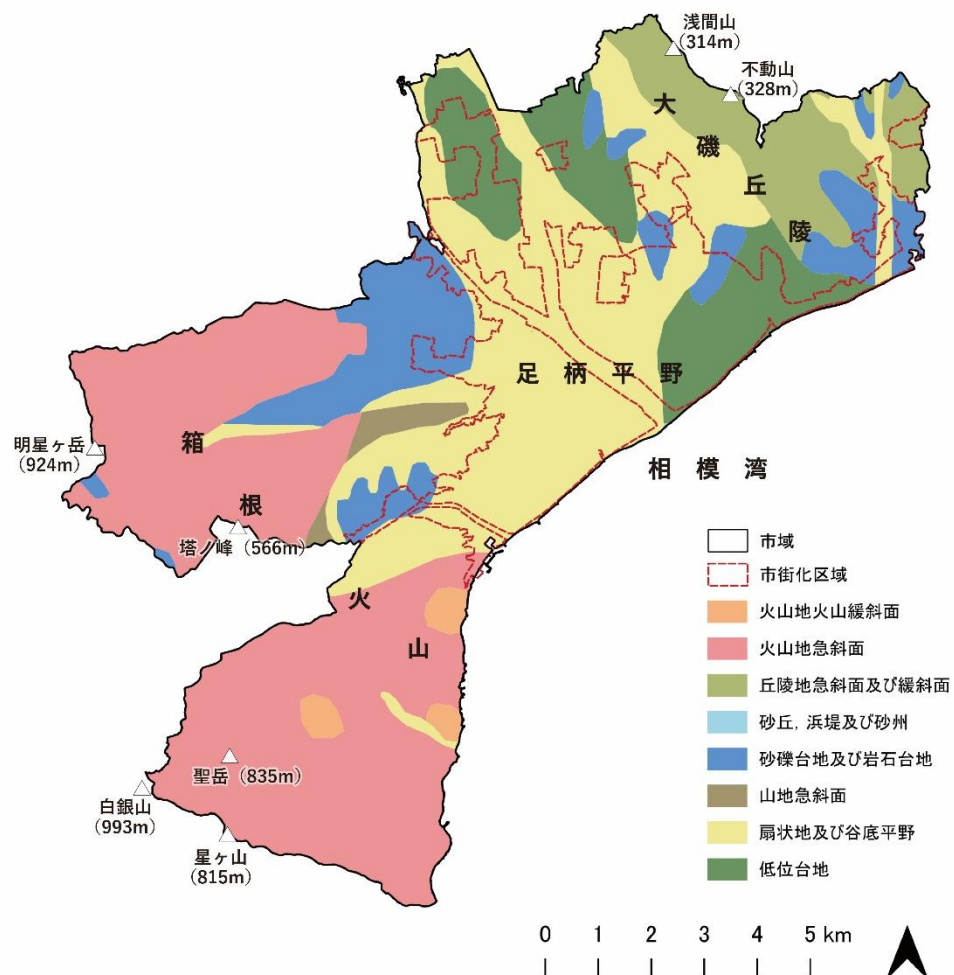 浅間山
(314m)
不動山
(328m)
大
磯
丘
陵
足柄平野
明星ヶ岳
(924m)
箱
根
塔ノ峰 (566m)
相模湾
火
山
聖岳 (835m)
白銀山
(993m)
星ヶ山
(815m)
市域
市街化区域
火山地火山緩斜面
火山地急斜面
丘陵地急斜面及び緩斜面
砂丘, 浜堤及び砂州
砂礫台地及び岩石台地
山地急斜面
扇状地及び谷底平野
低位台地
0 1 2 3 4 5 km